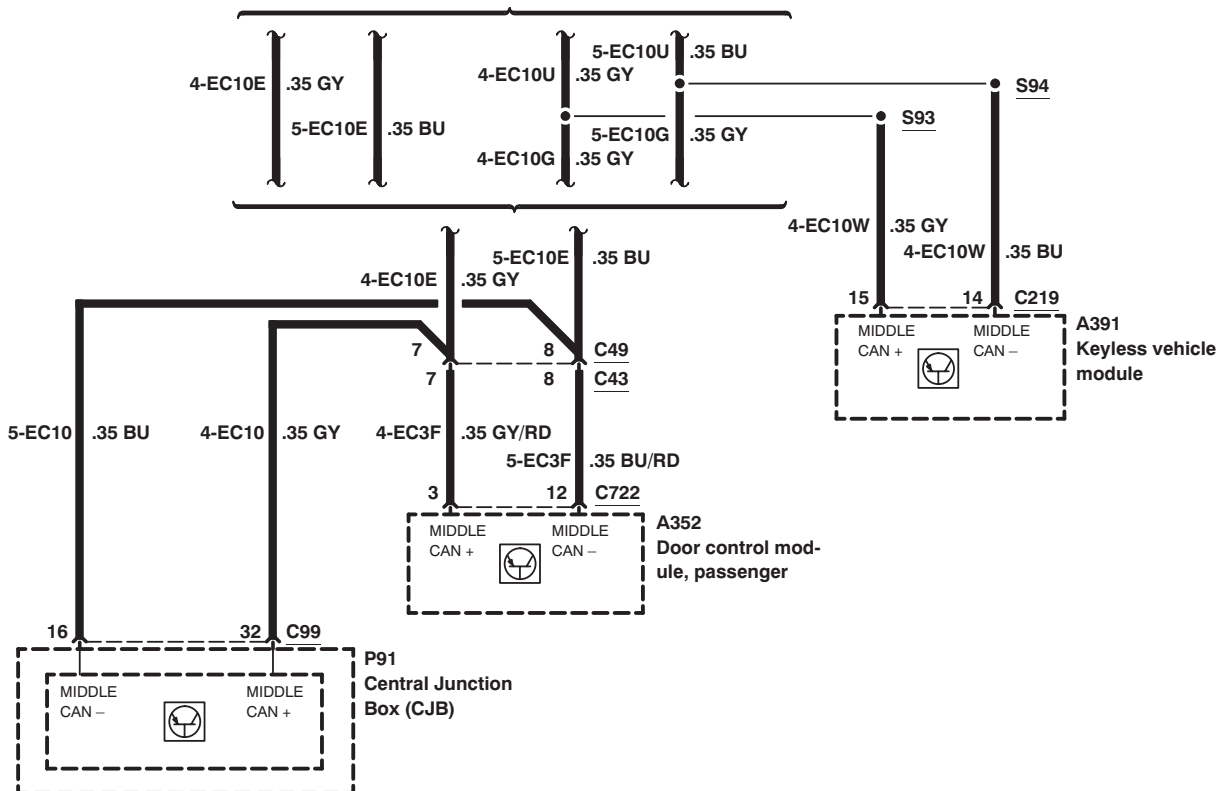 5-EC10U .35 BU
4-EC10U .35 GY
4-EC10E .35 GY
S94
S93
5-EC10E .35 BU
5-EC10G .35 GY
4-EC10G .35 GY
4-EC10W .35 GY
4-EC10W .35 BU
5-EC10E .35 BU
4-EC10E .35 GY
15 14 C219
MIDDLE CAN +
MIDDLE CAN –
A391
Keyless vehicle
module
7 8 C49
7 8 C43
5-EC10 .35 BU
4-EC10 .35 GY
4-EC3F .35 GY/RD
5-EC3F .35 BU/RD
3 12 C722
MIDDLE CAN +
MIDDLE CAN –
A352
Door control mod-
ule, passenger
16 32 C99
MIDDLE CAN –
MIDDLE CAN +
P91
Central Junction
Box (CJB)